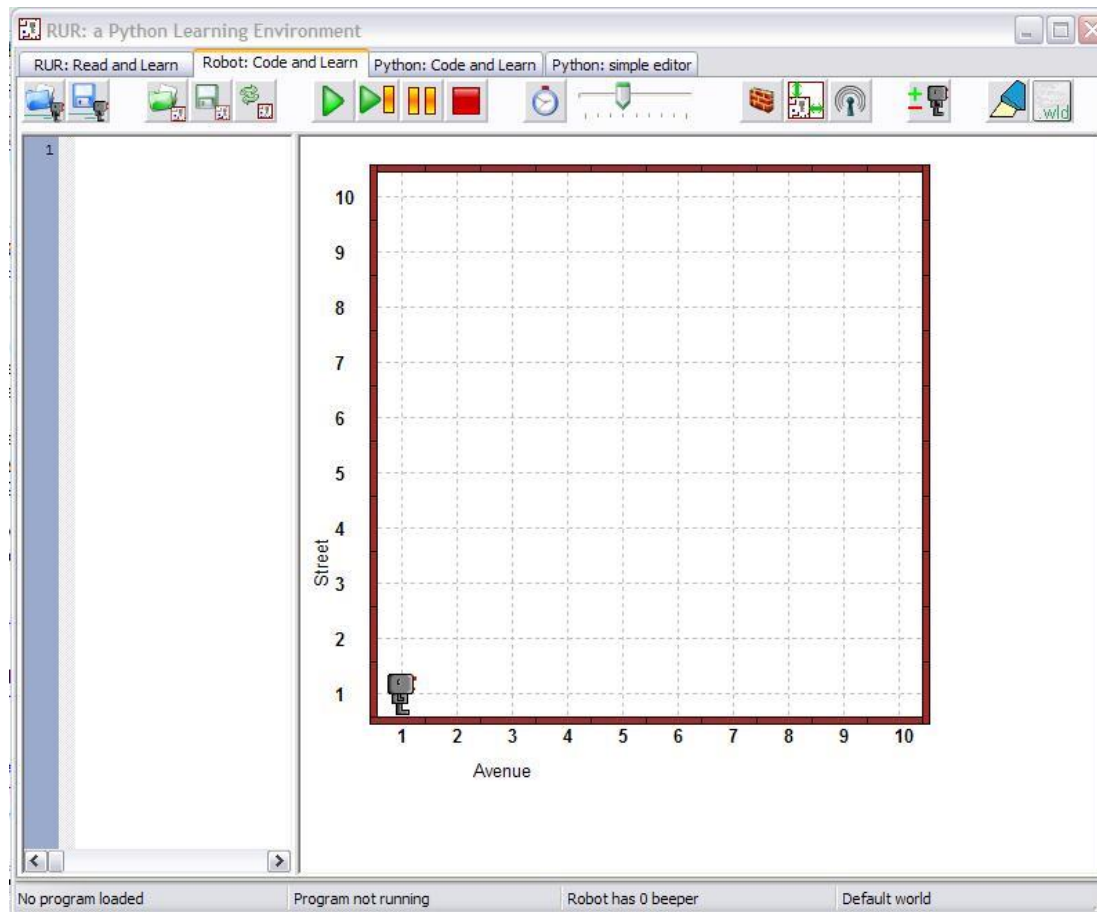 RUR: a Python Learning Environment
RUR: Read and Learn Robot: Code and Learn Python: Code and Learn Python: simple editor
.wld
1
10
9
8
7
6
5
4
Street
3
2
1
1 2 3 4 5 6 7 8 9 10
Avenue
No program loaded Program not running Robot has 0 beeper Default world